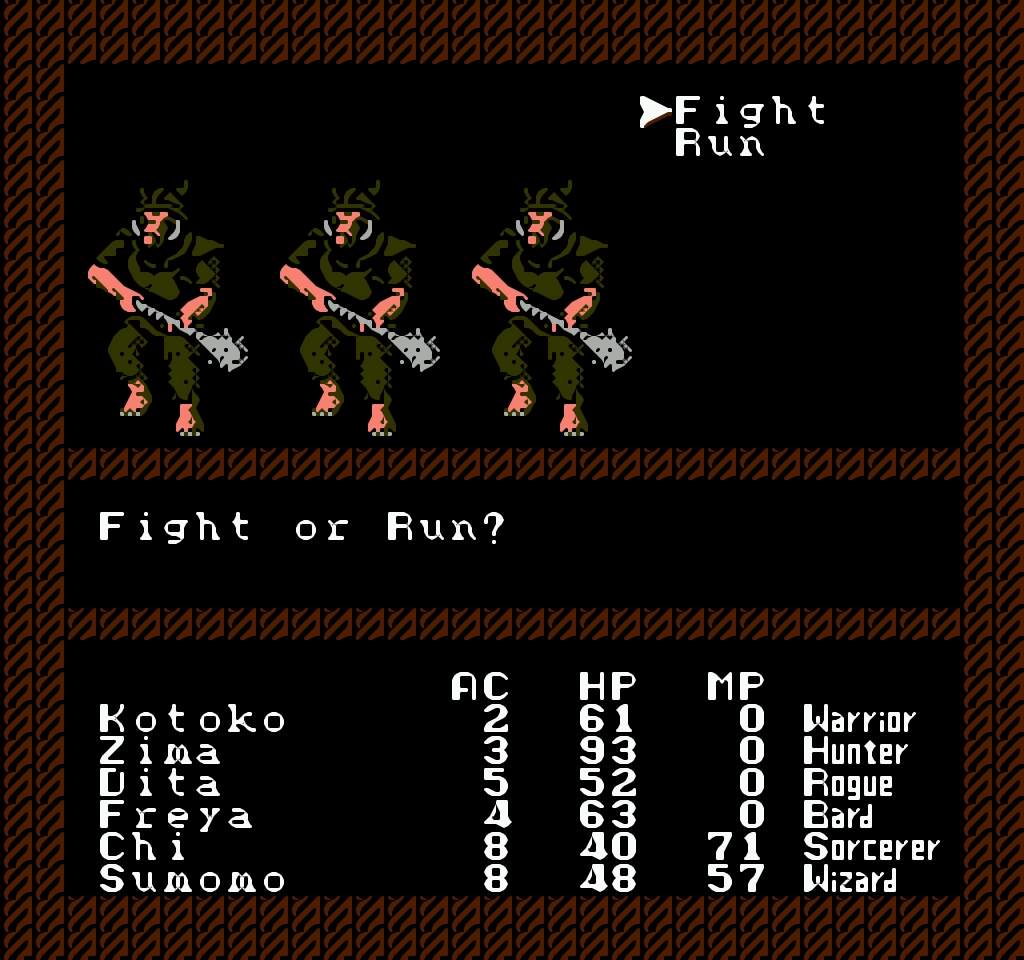 Fight
Run
Fight or Run?
AC HP MP
Kotoko 2 61 0 Warrior
Zima 3 93 0 Hunter
Dita 5 52 0 Rogue
Freya 4 63 0 Bard
Chi 8 40 71 Sorcerer
Sumomo 8 48 57 Wizard